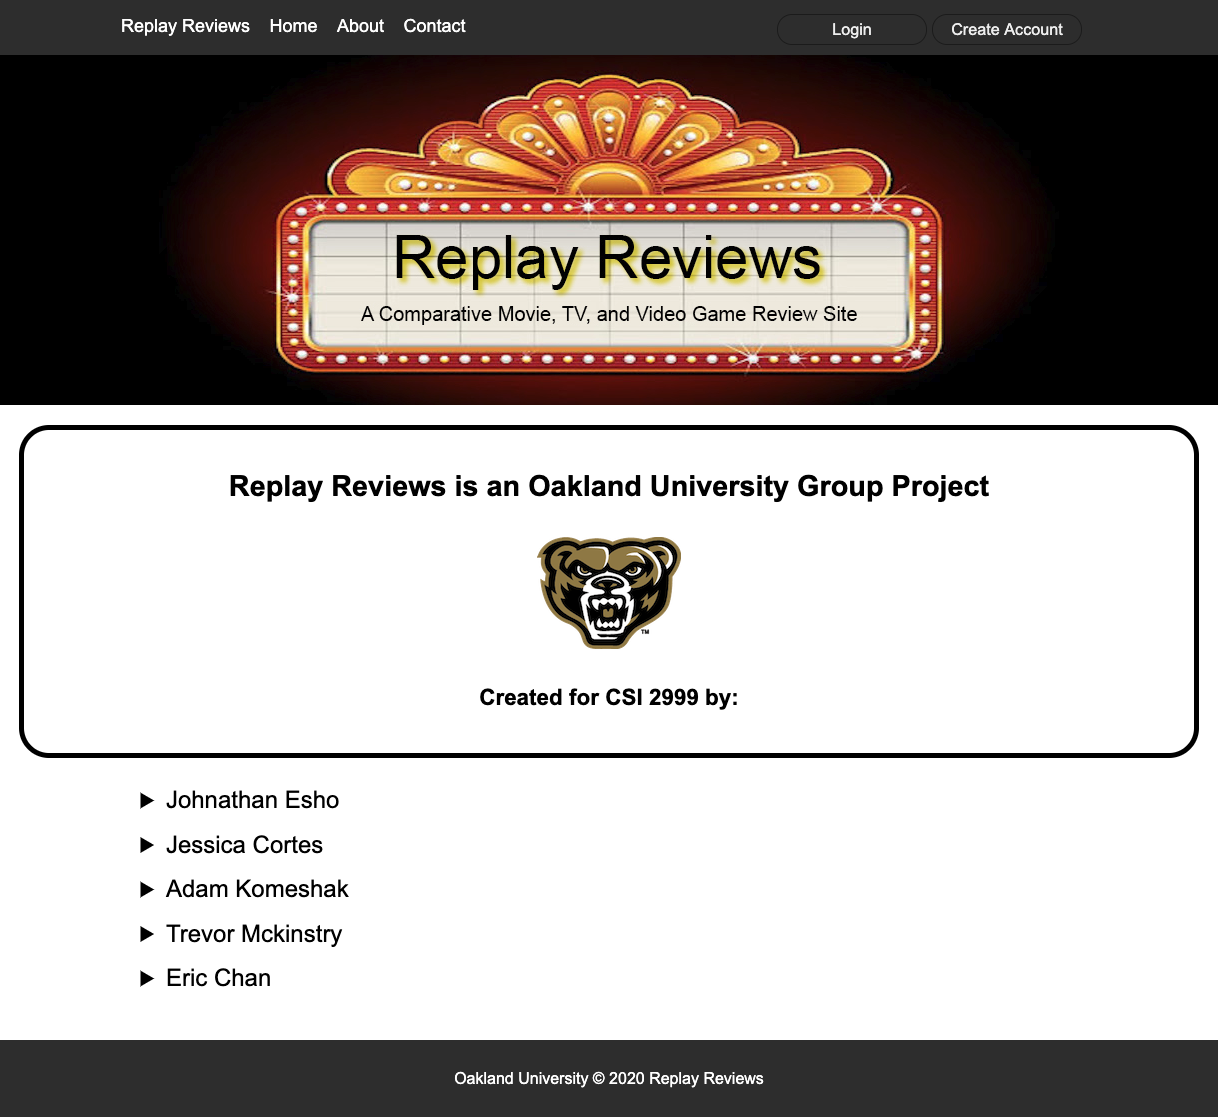 Replay Reviews Home About Contact Login Create Account
Replay Reviews
A Comparative Movie, TV, and Video Game Review Site
Replay Reviews is an Oakland University Group Project
TM
Created for CSI 2999 by:
Johnathan Esho
Jessica Cortes
Adam Komeshak
Trevor Mckinstry
Eric Chan
Oakland University © 2020 Replay Reviews